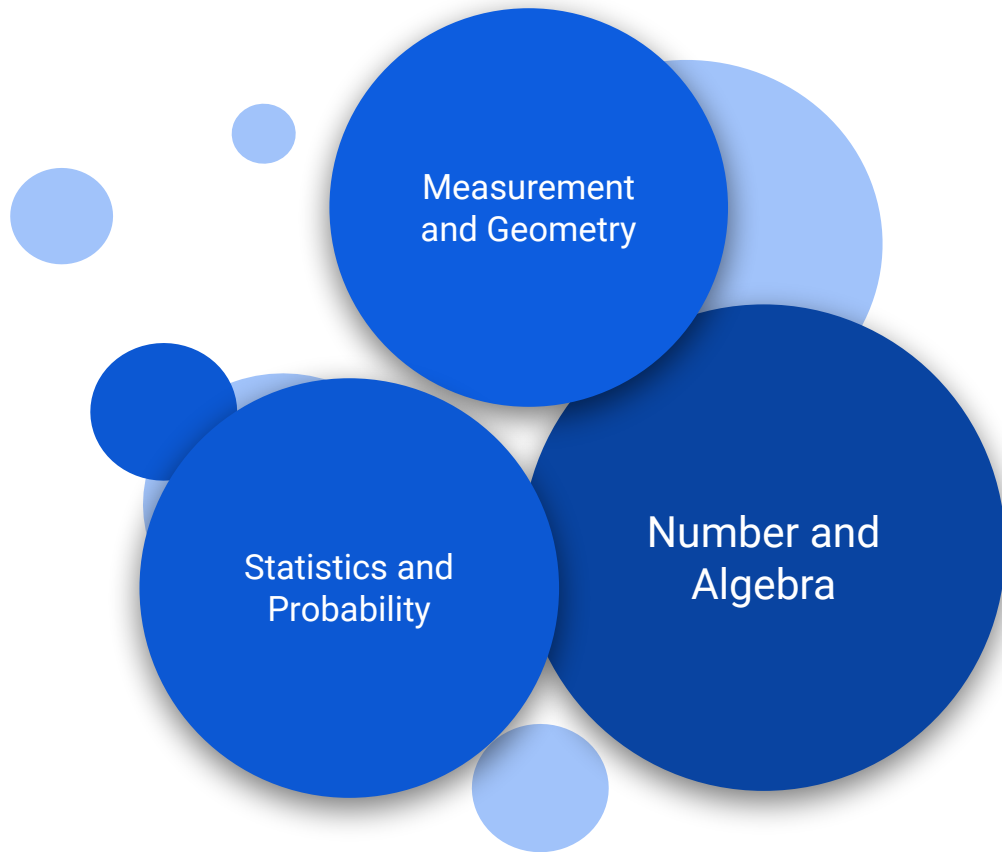 Measurement
and Geometry
Statistics and
Probability
Number and
Algebra